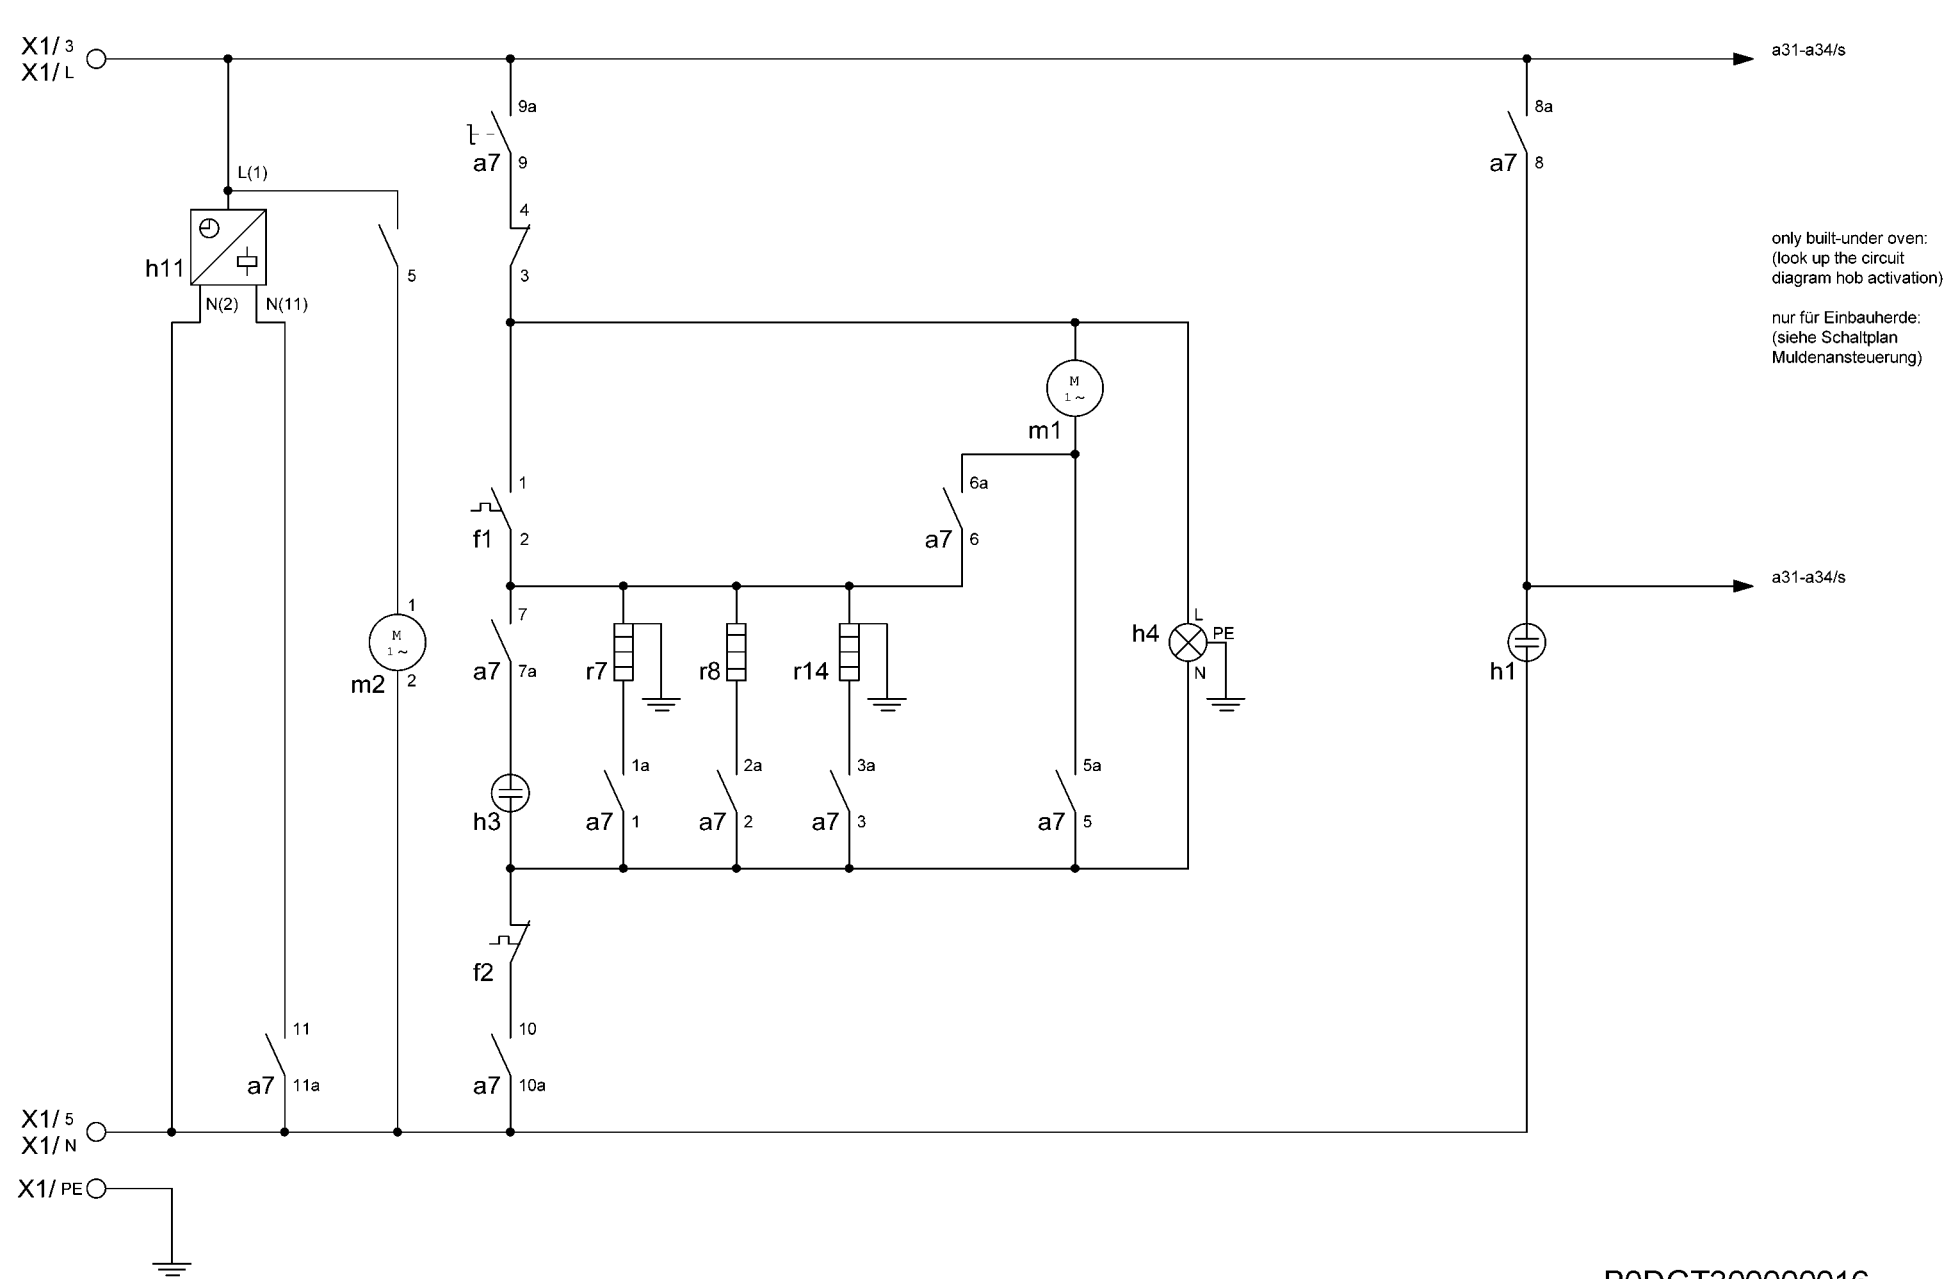 X1/ 3
X1/ L
a31-a34/s
9a
a7 9
8a
a7 8
L(1)
4
3
h11
5
N(2) N(11)
only built-under oven:
(look up the circuit
diagram hob activation)
nur für Einbauherde:
(siehe Schaltplan
Muldenansteuerung)
M
1~
m1
1
f1 2
6a
a7 6
a31-a34/s
1
M
1~
m2 2
7
a7 7a
r7
r8
r14
L
h4 PE
N
h1
h3
1a
a7 1
2a
a7 2
3a
a7 3
5a
a7 5
f2
11
a7 11a
10
a7 10a
X1/ 5
X1/ N
X1/ PE